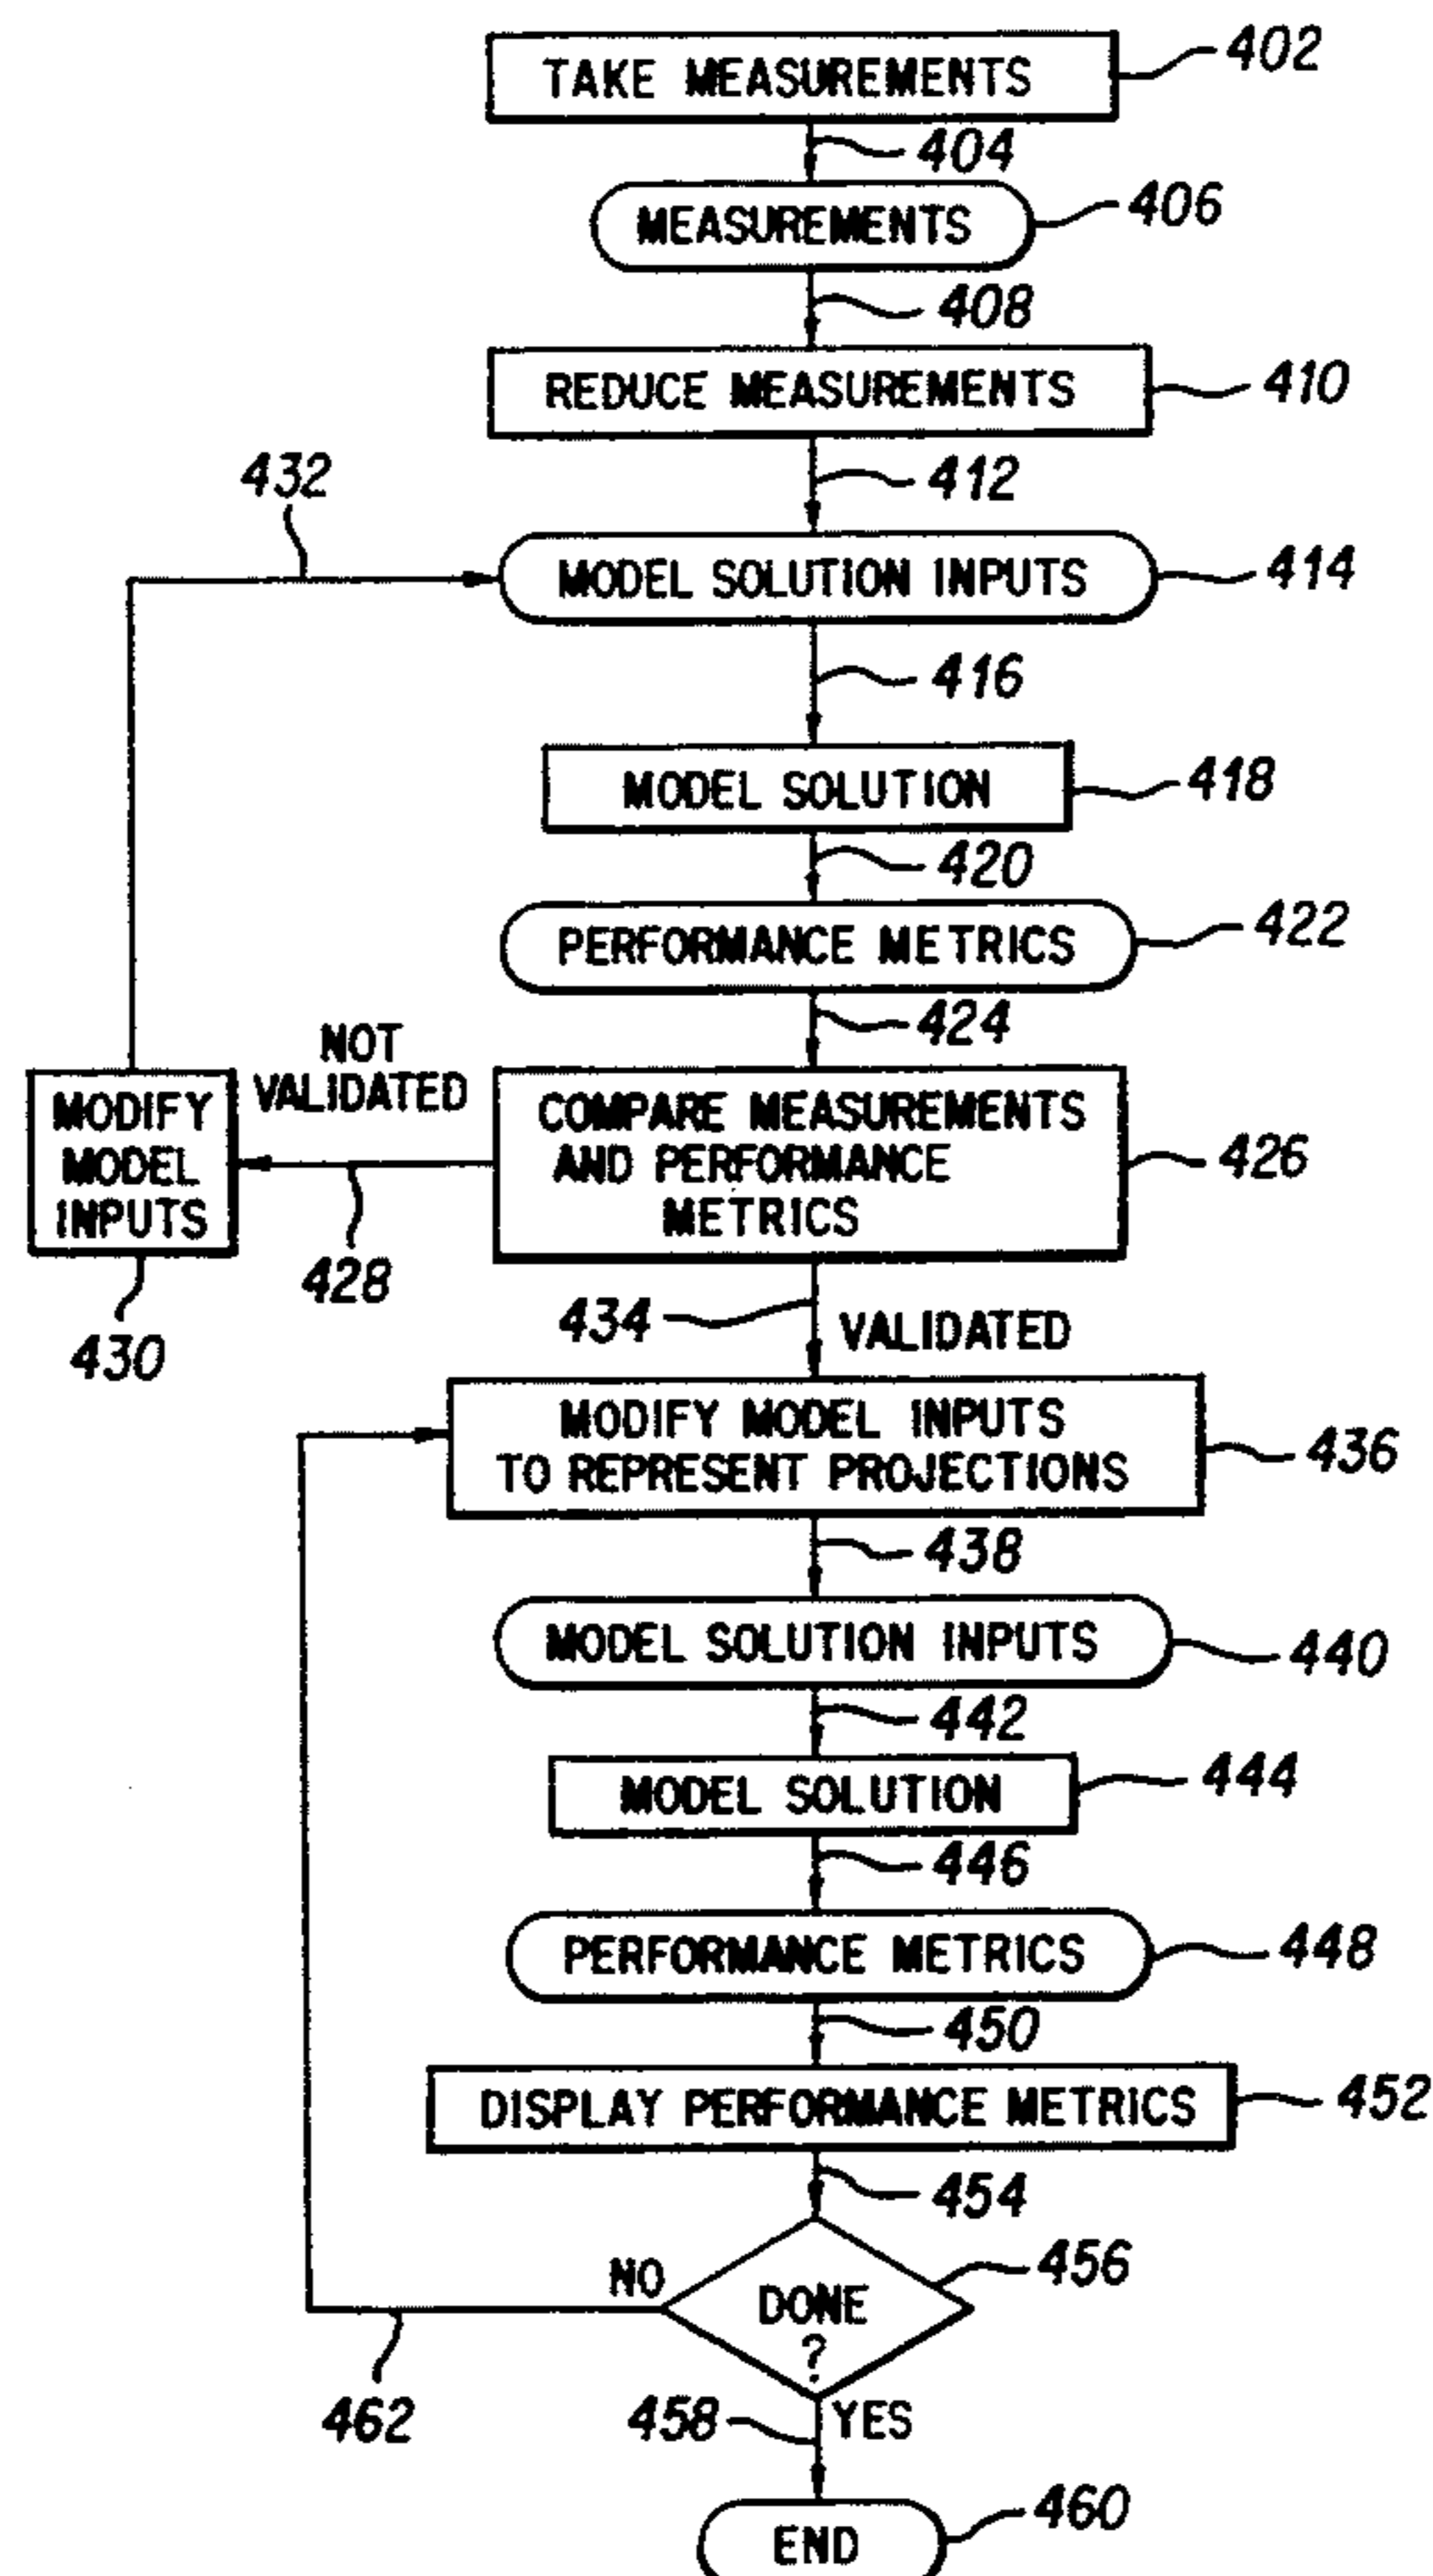 TAKE MEASUREMENTS
402
404
MEASUREMENTS
406
408
REDUCE MEASUREMENTS
410
412
432
MODEL SOLUTION INPUTS
414
416
MODEL SOLUTION
418
420
PERFORMANCE METRICS
422
424
NOT
VALIDATED
MODIFY
MODEL
INPUTS
430
428
COMPARE MEASUREMENTS
AND PERFORMANCE
METRICS
426
434
VALIDATED
MODIFY MODEL INPUTS
TO REPRESENT PROJECTIONS
436
438
MODEL SOLUTION INPUTS
440
442
MODEL SOLUTION
444
446
PERFORMANCE METRICS
448
450
DISPLAY PERFORMANCE METRICS
452
454
NO
DONE
?
456
462
458
YES
END
460